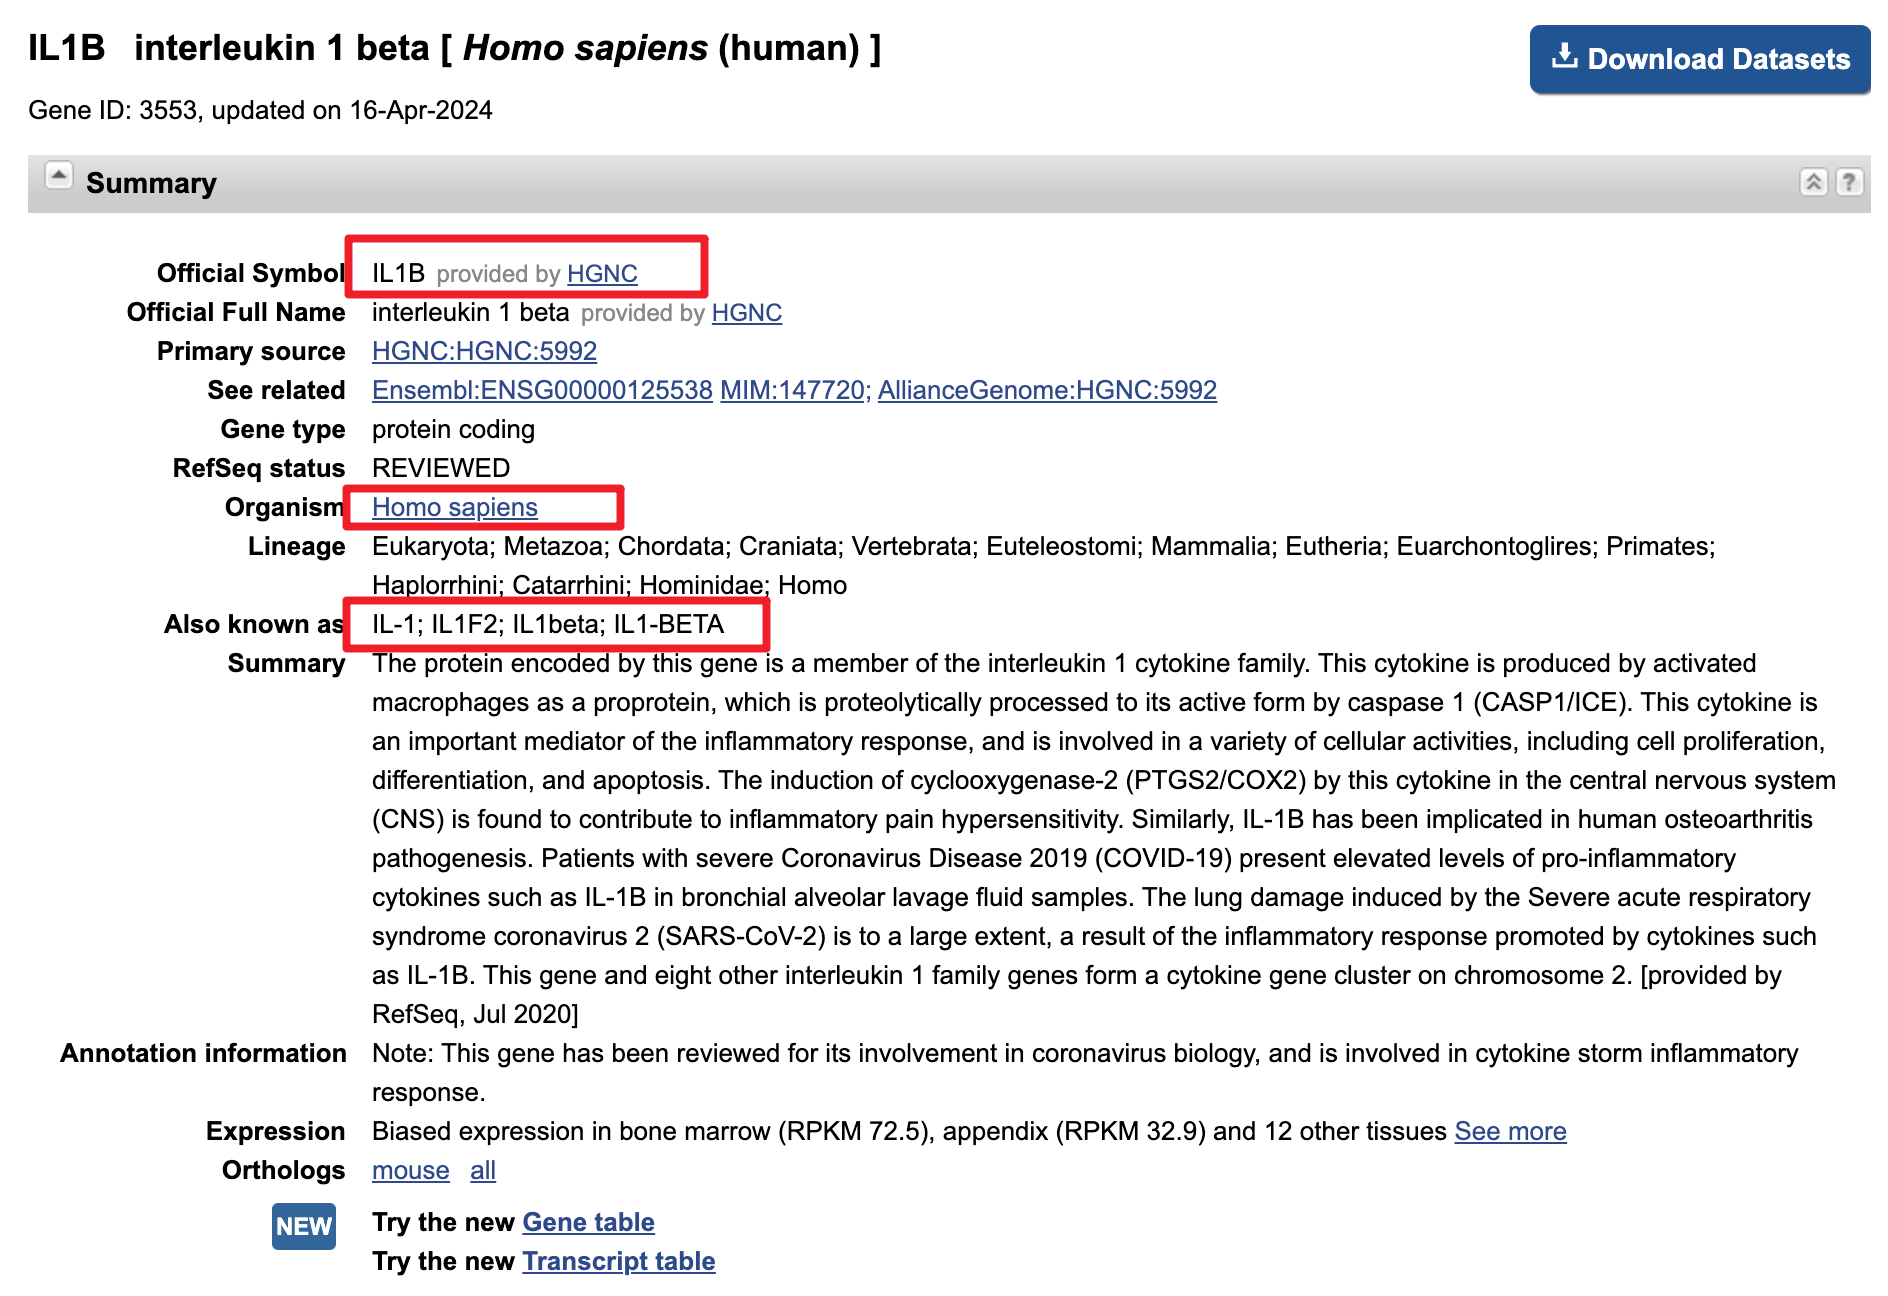 IL1B interleukin 1 beta [ Homo sapiens (human) ]
Download Datasets
Gene ID: 3553, updated on 16-Apr-2024
Summary
?
Official Symbol IL1B provided by HGNC
Official Full Name interleukin 1 beta provided by HGNC
Primary source HGNC:HGNC:5992
See related Ensembl:ENSG00000125538 MIM:147720; AllianceGenome:HGNC:5992
Gene type protein coding
RefSeq status REVIEWED
Organism Homo sapiens
Lineage Eukaryota; Metazoa; Chordata; Craniata; Vertebrata; Euteleostomi; Mammalia; Eutheria; Euarchontoglires; Primates;
Haplorrhini; Catarrhini; Hominidae; Homo
Also known as IL-1; IL1F2; IL1beta; IL1-BETA
Summary The protein encoded by this gene is a member of the interleukin 1 cytokine family. This cytokine is produced by activated
macrophages as a proprotein, which is proteolytically processed to its active form by caspase 1 (CASP1/ICE). This cytokine is
an important mediator of the inflammatory response, and is involved in a variety of cellular activities, including cell proliferation,
differentiation, and apoptosis. The induction of cyclooxygenase-2 (PTGS2/COX2) by this cytokine in the central nervous system
(CNS) is found to contribute to inflammatory pain hypersensitivity. Similarly, IL-1B has been implicated in human osteoarthritis
pathogenesis. Patients with severe Coronavirus Disease 2019 (COVID-19) present elevated levels of pro-inflammatory
cytokines such as IL-1B in bronchial alveolar lavage fluid samples. The lung damage induced by the Severe acute respiratory
syndrome coronavirus 2 (SARS-CoV-2) is to a large extent, a result of the inflammatory response promoted by cytokines such
as IL-1B. This gene and eight other interleukin 1 family genes form a cytokine gene cluster on chromosome 2. [provided by
RefSeq, Jul 2020]
Annotation information Note: This gene has been reviewed for its involvement in coronavirus biology, and is involved in cytokine storm inflammatory
response.
Expression Biased expression in bone marrow (RPKM 72.5), appendix (RPKM 32.9) and 12 other tissues See more
Orthologs mouse all
NEW Try the new Gene table
Try the new Transcript table